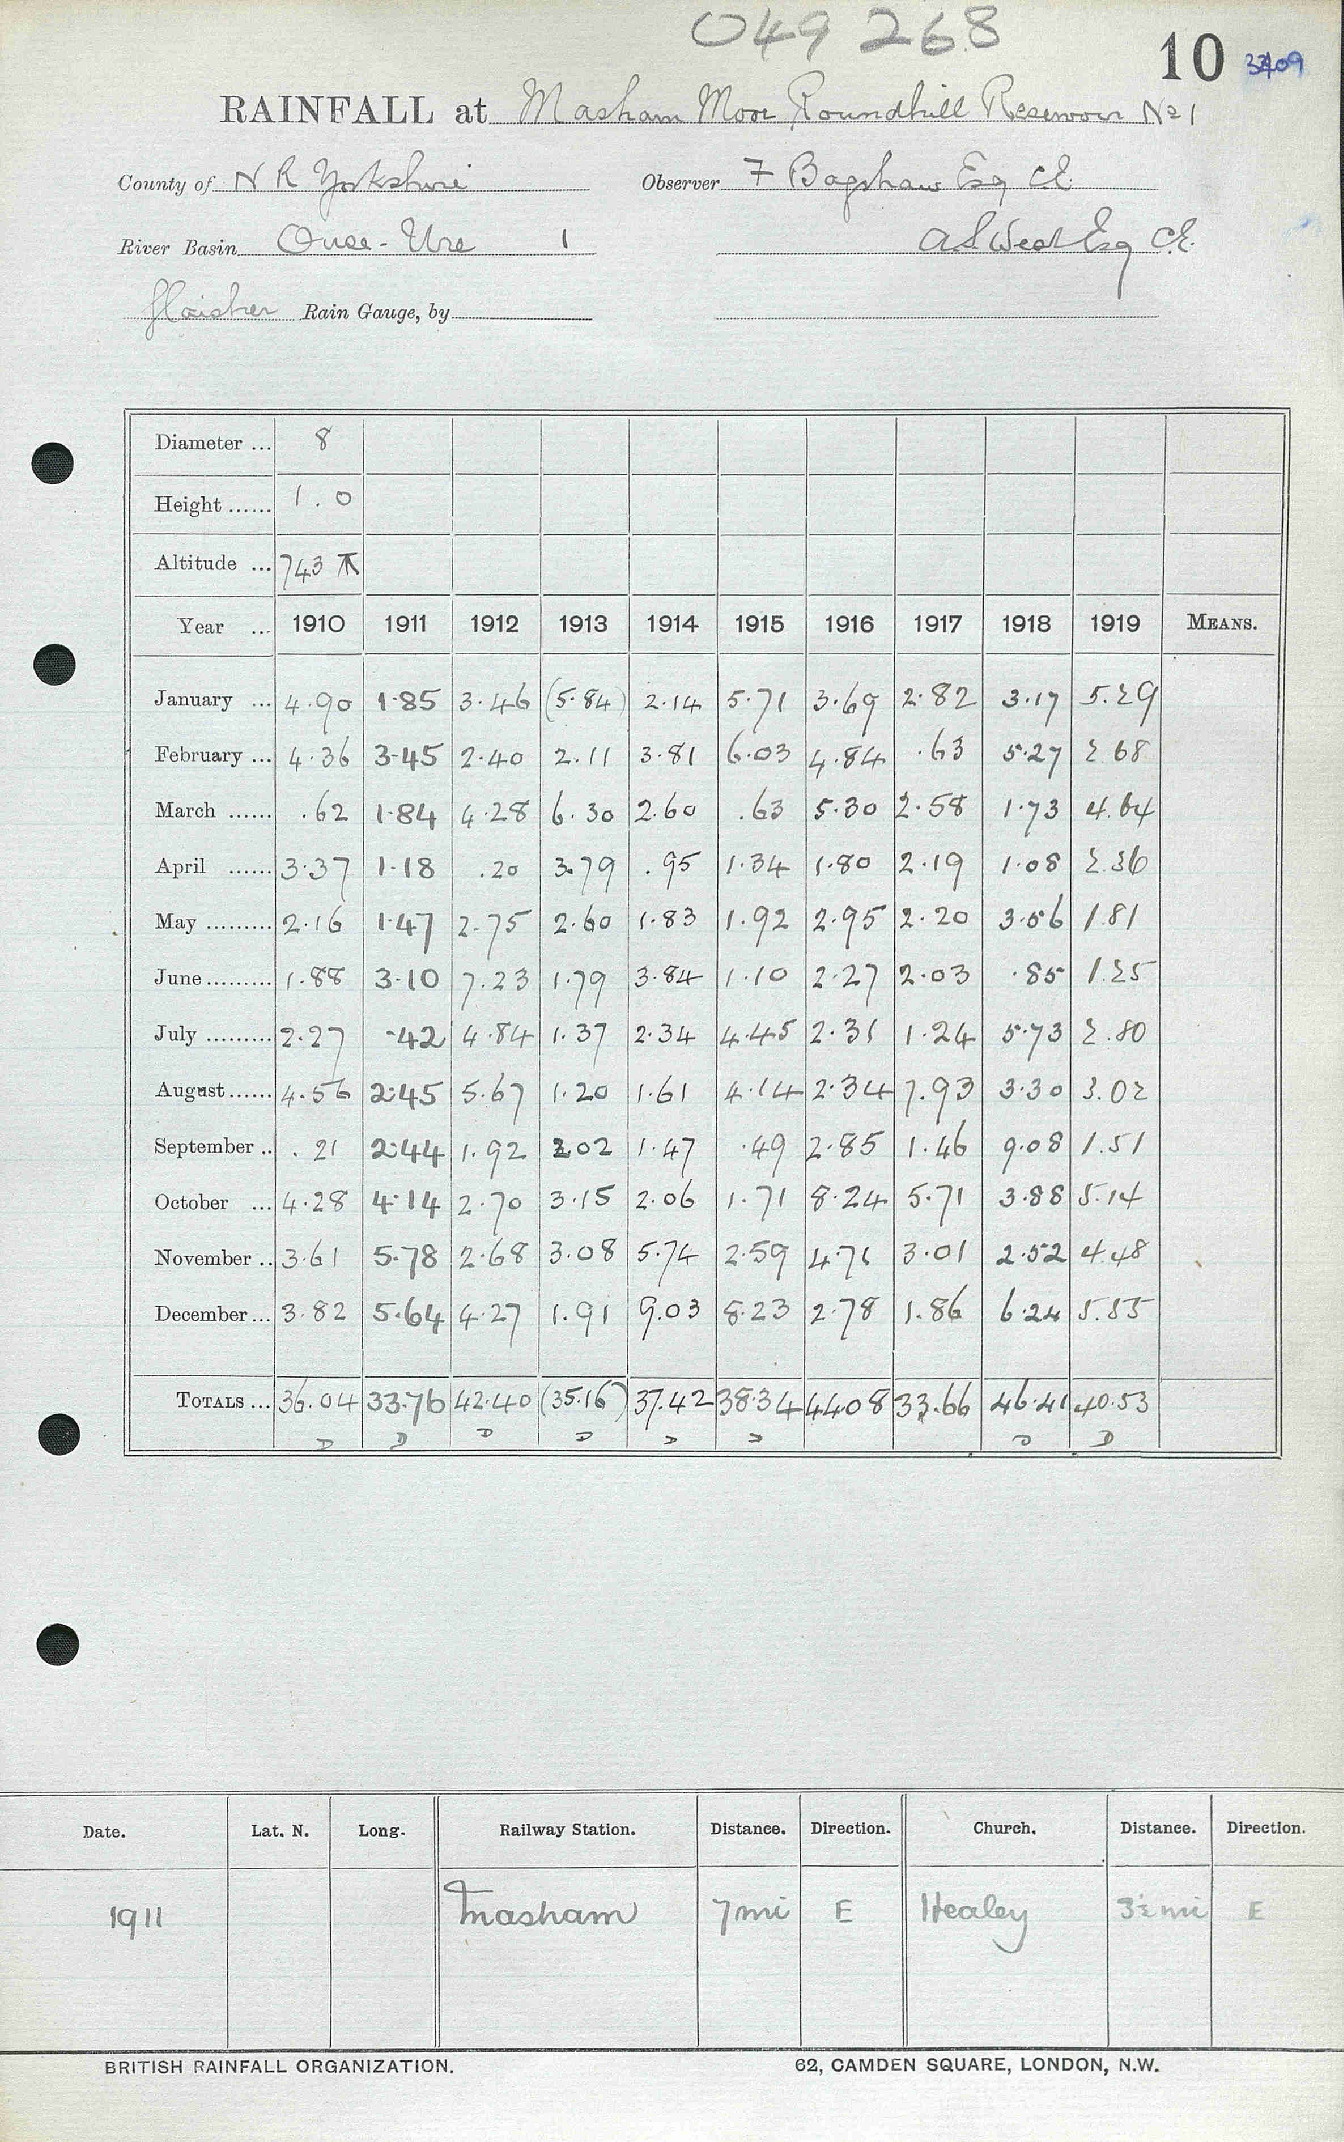 049268
10
RAINFALL at Masham Moor Roundhill Reservoir No 1
County of N R Yorkshire Observer F Bagshaw Esq CE
River Basin Ouse-Ure 1 A S West Esq CE.
Glaisher Rain Gauge, by
Diameter ... 8
Height ...... 1.0
Altitude ... 743
Year ... 1910 1911 1912 1913 1914 1915 1916 1917 1918 1919 MEANS.
January ... 4.90 1.85 3.46 (5.84) 2.14 5.71 3.69 2.82 3.17 5.29
February ... 4.36 3.45 2.40 2.11 3.81 6.03 4.84 .63 5.27 2.68
March ...... .62 1.84 4.28 6.30 2.60 .63 5.30 2.58 1.73 4.64
April ...... 3.37 1.18 .20 3.79 .95 1.34 1.80 2.19 1.08 2.36
May ......... 2.16 1.47 2.75 2.60 1.83 1.92 2.95 2.20 3.56 1.81
June ......... 1.88 3.10 7.23 1.79 3.84 1.10 2.27 2.03 .85 1.25
July ......... 2.27 .42 4.84 1.37 2.34 4.45 2.31 1.24 5.73 2.80
August ...... 4.56 2.45 5.67 1.20 1.61 4.14 2.34 7.93 3.30 3.02
September .. .21 2.44 1.92 2.02 1.47 .49 2.85 1.46 9.08 1.51
October ... 4.28 4.14 2.70 3.15 2.06 1.71 8.24 5.71 3.88 5.14
November .. 3.61 5.78 2.68 3.08 5.74 2.59 4.71 3.01 2.52 4.48
December ... 3.82 5.64 4.27 1.91 9.03 8.23 2.78 1.86 6.24 5.55
TOTALS ... 36.04 33.76 42.40 (35.16) 37.42 38.34 44.08 33.66 46.41 40.53
D D D D D D D D
Date. Lat. N. Long. Railway Station. Distance. Direction. Church. Distance. Direction.
1911 Masham 7 mi E Healey 3½ mi E
BRITISH RAINFALL ORGANIZATION. 62, CAMDEN SQUARE, LONDON, N.W.